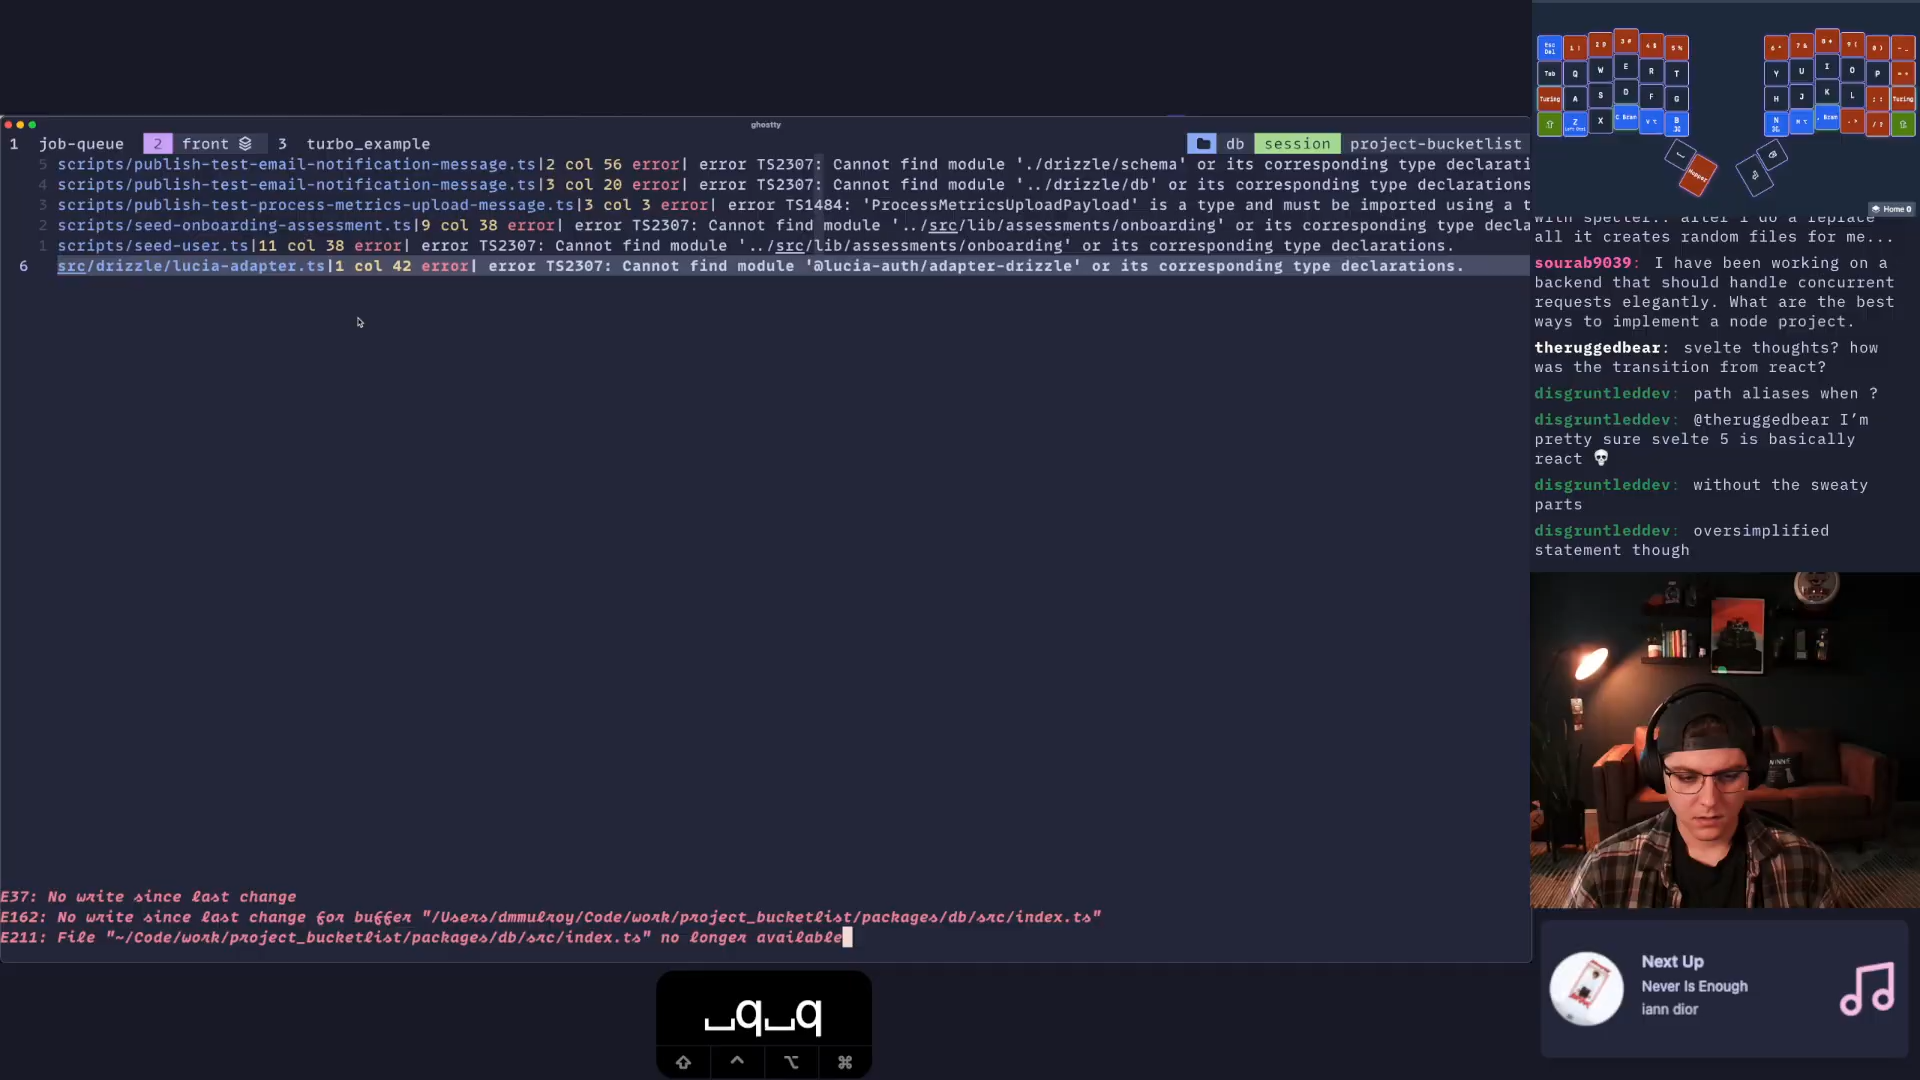 ghostty
1 job-queue 2 front 3 turbo_example db session project-bucketlist
5 scripts/publish-test-email-notification-message.ts|2 col 56 error| error TS2307: Cannot find module './drizzle/schema' or its corresponding type declarati
4 scripts/publish-test-email-notification-message.ts|3 col 20 error| error TS2307: Cannot find module '../drizzle/db' or its corresponding type declarations
3 scripts/publish-test-process-metrics-upload-message.ts|3 col 3 error| error TS1484: 'ProcessMetricsUploadPayload' is a type and must be imported using a t
2 scripts/seed-onboarding-assessment.ts|9 col 38 error| error TS2307: Cannot find module '../src/lib/assessments/onboarding' or its corresponding type decla
1 scripts/seed-user.ts|11 col 38 error| error TS2307: Cannot find module '../src/lib/assessments/onboarding' or its corresponding type declarations.
6 src/drizzle/lucia-adapter.ts|1 col 42 error| error TS2307: Cannot find module '@lucia-auth/adapter-drizzle' or its corresponding type declarations.
E37: No write since last change
E162: No write since last change for buffer "/Users/dmmulroy/Code/work/project_bucketlist/packages/db/src/index.ts"
E211: File "~/Code/work/project_bucketlist/packages/db/src/index.ts" no longer available
␣q␣q
Esc
Del
Tab Q W E R T Y U I O P
Turing A S D F G H J K L Turing
Z X B N
Hyper
Home 0
with specter.. after i do a replace
all it creates random files for me...
sourab9039: I have been working on a
backend that should handle concurrent
requests elegantly. What are the best
ways to implement a node project.
theruggedbear: svelte thoughts? how
was the transition from react?
disgruntleddev: path aliases when ?
disgruntleddev: @theruggedbear I’m
pretty sure svelte 5 is basically
react 💀
disgruntleddev: without the sweaty
parts
disgruntleddev: oversimplified
statement though
Next Up
Never Is Enough
iann dior